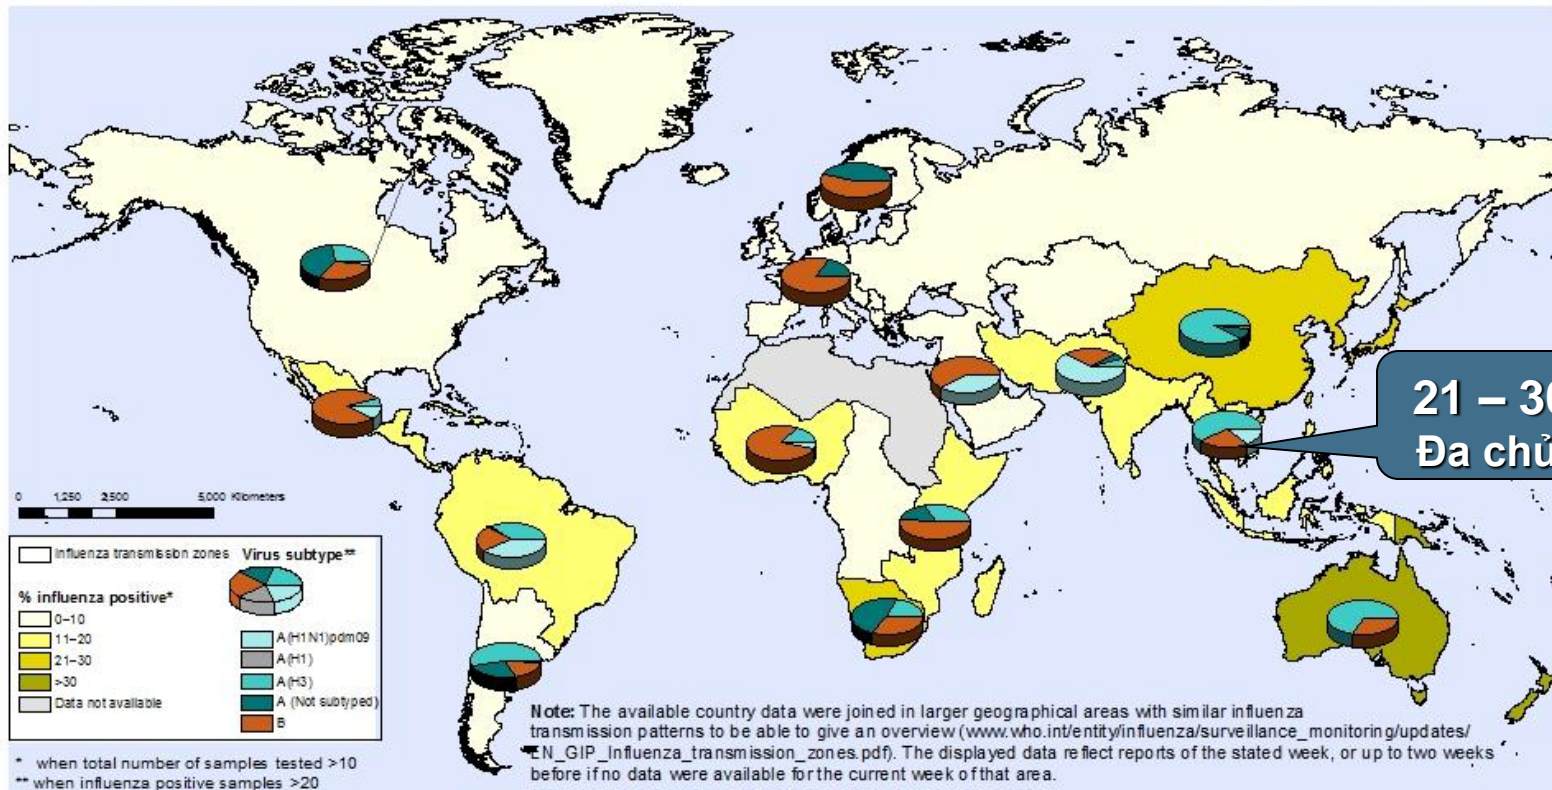 21 – 30
Đa chủ
0 1,250 2,500 5,000 Kilometers
Influenza transmission zones
Virus subtype**
% influenza positive*
0–10
11–20
21–30
>30
Data not available
A(H1N1)pdm09
A(H1)
A(H3)
A (Not subtyped)
B
* when total number of samples tested >10
** when influenza positive samples >20
Note: The available country data were joined in larger geographical areas with similar influenza
transmission patterns to be able to give an overview (www.who.int/entity/influenza/surveillance_monitoring/updates/
EN_GIP_Influenza_transmission_zones.pdf). The displayed data reflect reports of the stated week, or up to two weeks
before if no data were available for the current week of that area.